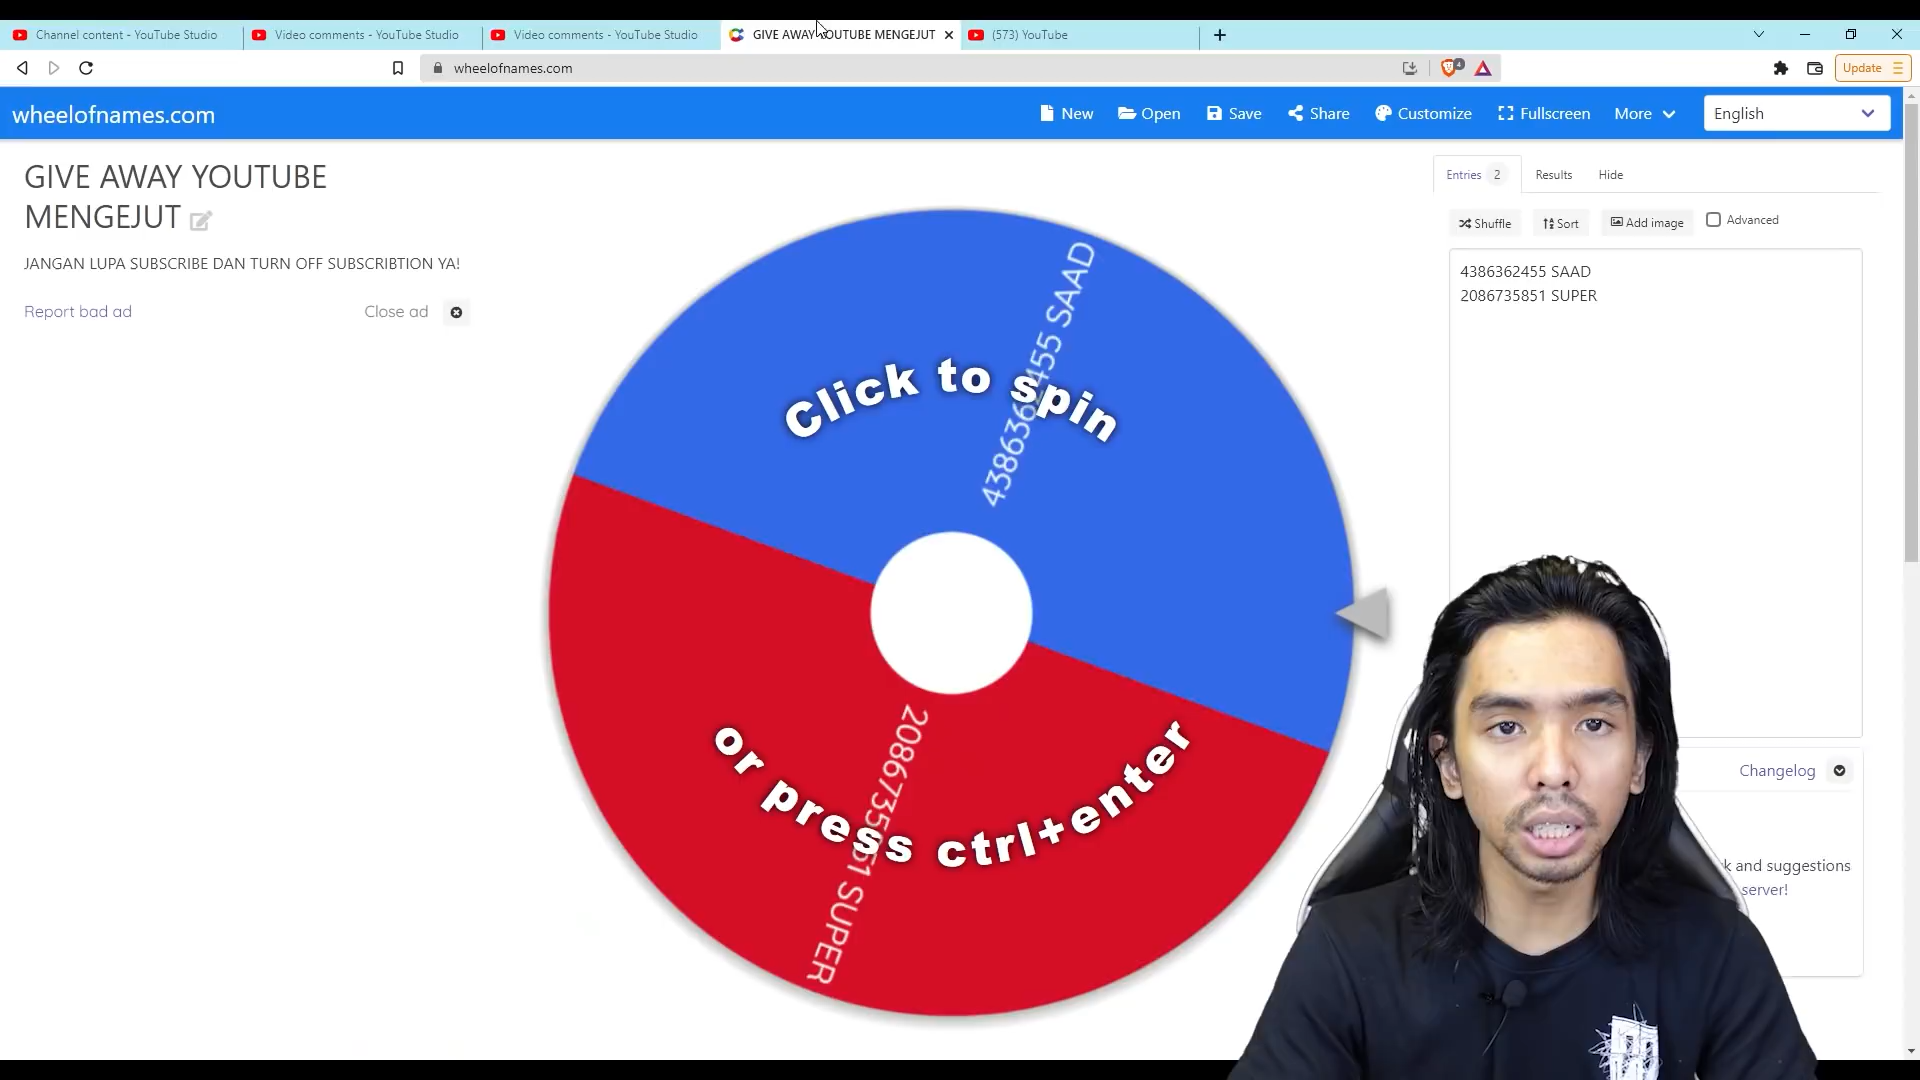 Channel content - YouTube Studio
Video comments - YouTube Studio
Video comments - YouTube Studio
GIVE AWAY YOUTUBE MENGEJUT
(573) YouTube
wheelofnames.com
4
Update
wheelofnames.com
New
Open
Save
Share
Customize
Fullscreen
More
English
GIVE AWAY YOUTUBE
MENGEJUT
JANGAN LUPA SUBSCRIBE DAN TURN OFF SUBSCRIBTION YA!
Report bad ad
Close ad
Entries 2
Results
Hide
Shuffle
Sort
Add image
Advanced
4386362455 SAAD
2086735851 SUPER
4386362455 SAAD
Click to spin
2086735851 SUPER
or press ctrl+enter
Changelog
and suggestions
server!